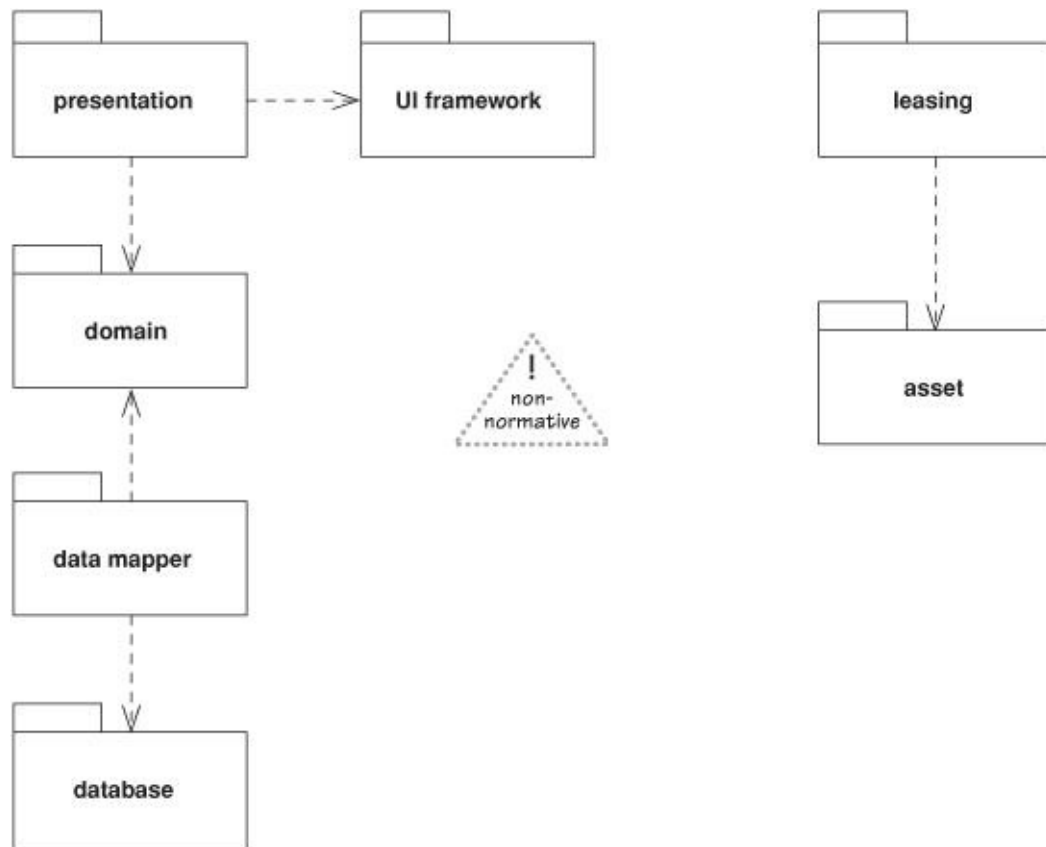 presentation
UI framework
leasing
domain
!
non-
normative
asset
data mapper
database